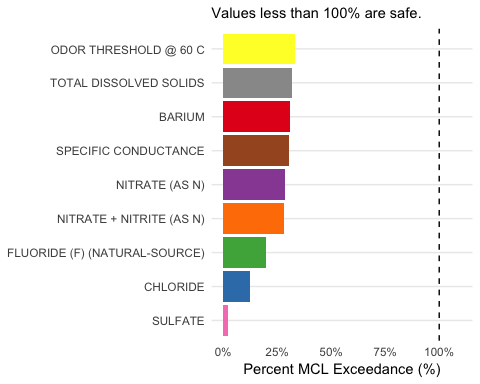 Values less than 100% are safe.
ODOR THRESHOLD @ 60 C
TOTAL DISSOLVED SOLIDS
BARIUM
SPECIFIC CONDUCTANCE
NITRATE (AS N)
NITRATE + NITRITE (AS N)
FLUORIDE (F) (NATURAL-SOURCE)
CHLORIDE
SULFATE
0% 25% 50% 75% 100%
Percent MCL Exceedance (%)